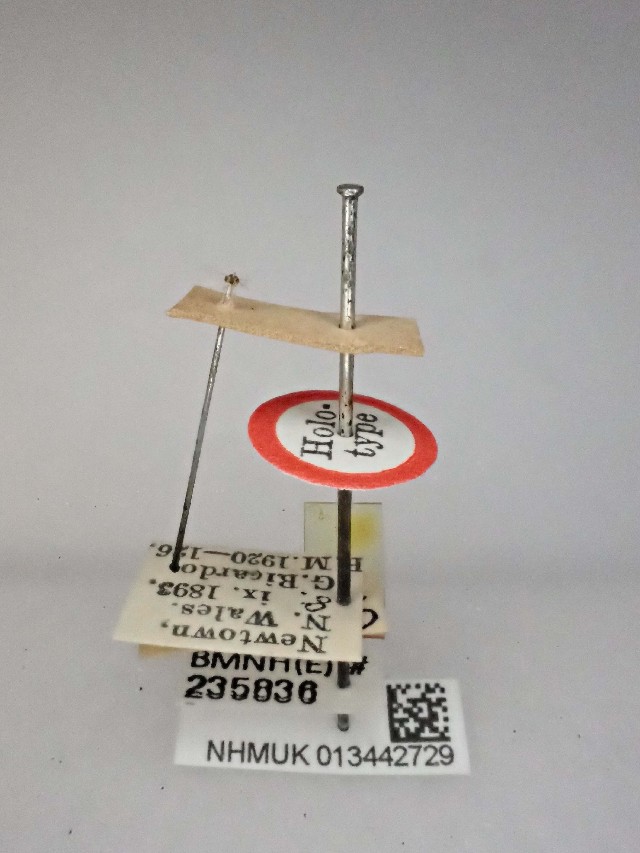 Holo-
type
Newtown,
N. Wales.
ix. 1893.
G. Ricardo.
B.M.1920—126.
BMNH(E) #
235836
NHMUK 013442729